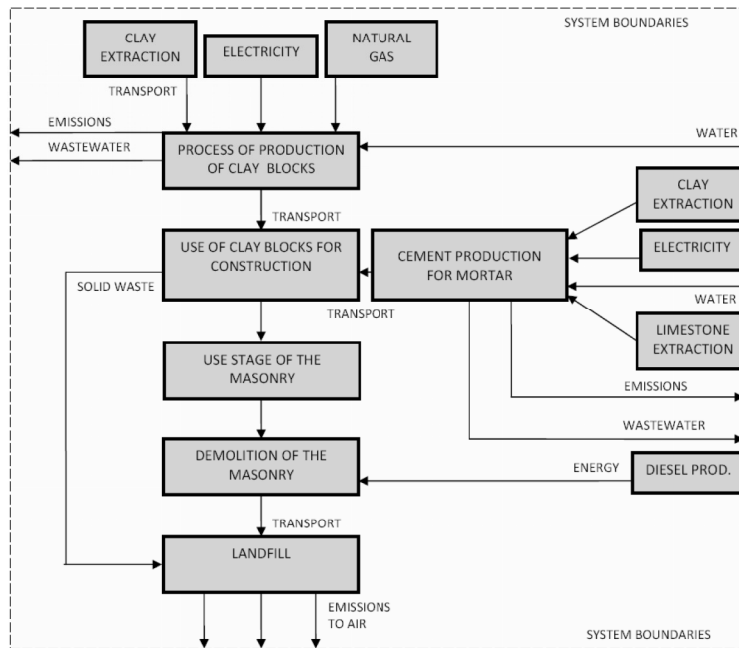 SYSTEM BOUNDARIES
CLAY
EXTRACTION
ELECTRICITY
NATURAL
GAS
TRANSPORT
EMISSIONS
WASTEWATER
PROCESS OF PRODUCTION
OF CLAY BLOCKS
WATER
CLAY
EXTRACTION
TRANSPORT
USE OF CLAY BLOCKS FOR
CONSTRUCTION
CEMENT PRODUCTION
FOR MORTAR
ELECTRICITY
SOLID WASTE
TRANSPORT
WATER
LIMESTONE
EXTRACTION
USE STAGE OF THE
MASONRY
EMISSIONS
WASTEWATER
DEMOLITION OF THE
MASONRY
ENERGY
DIESEL PROD.
TRANSPORT
LANDFILL
EMISSIONS
TO AIR
SYSTEM BOUNDARIES